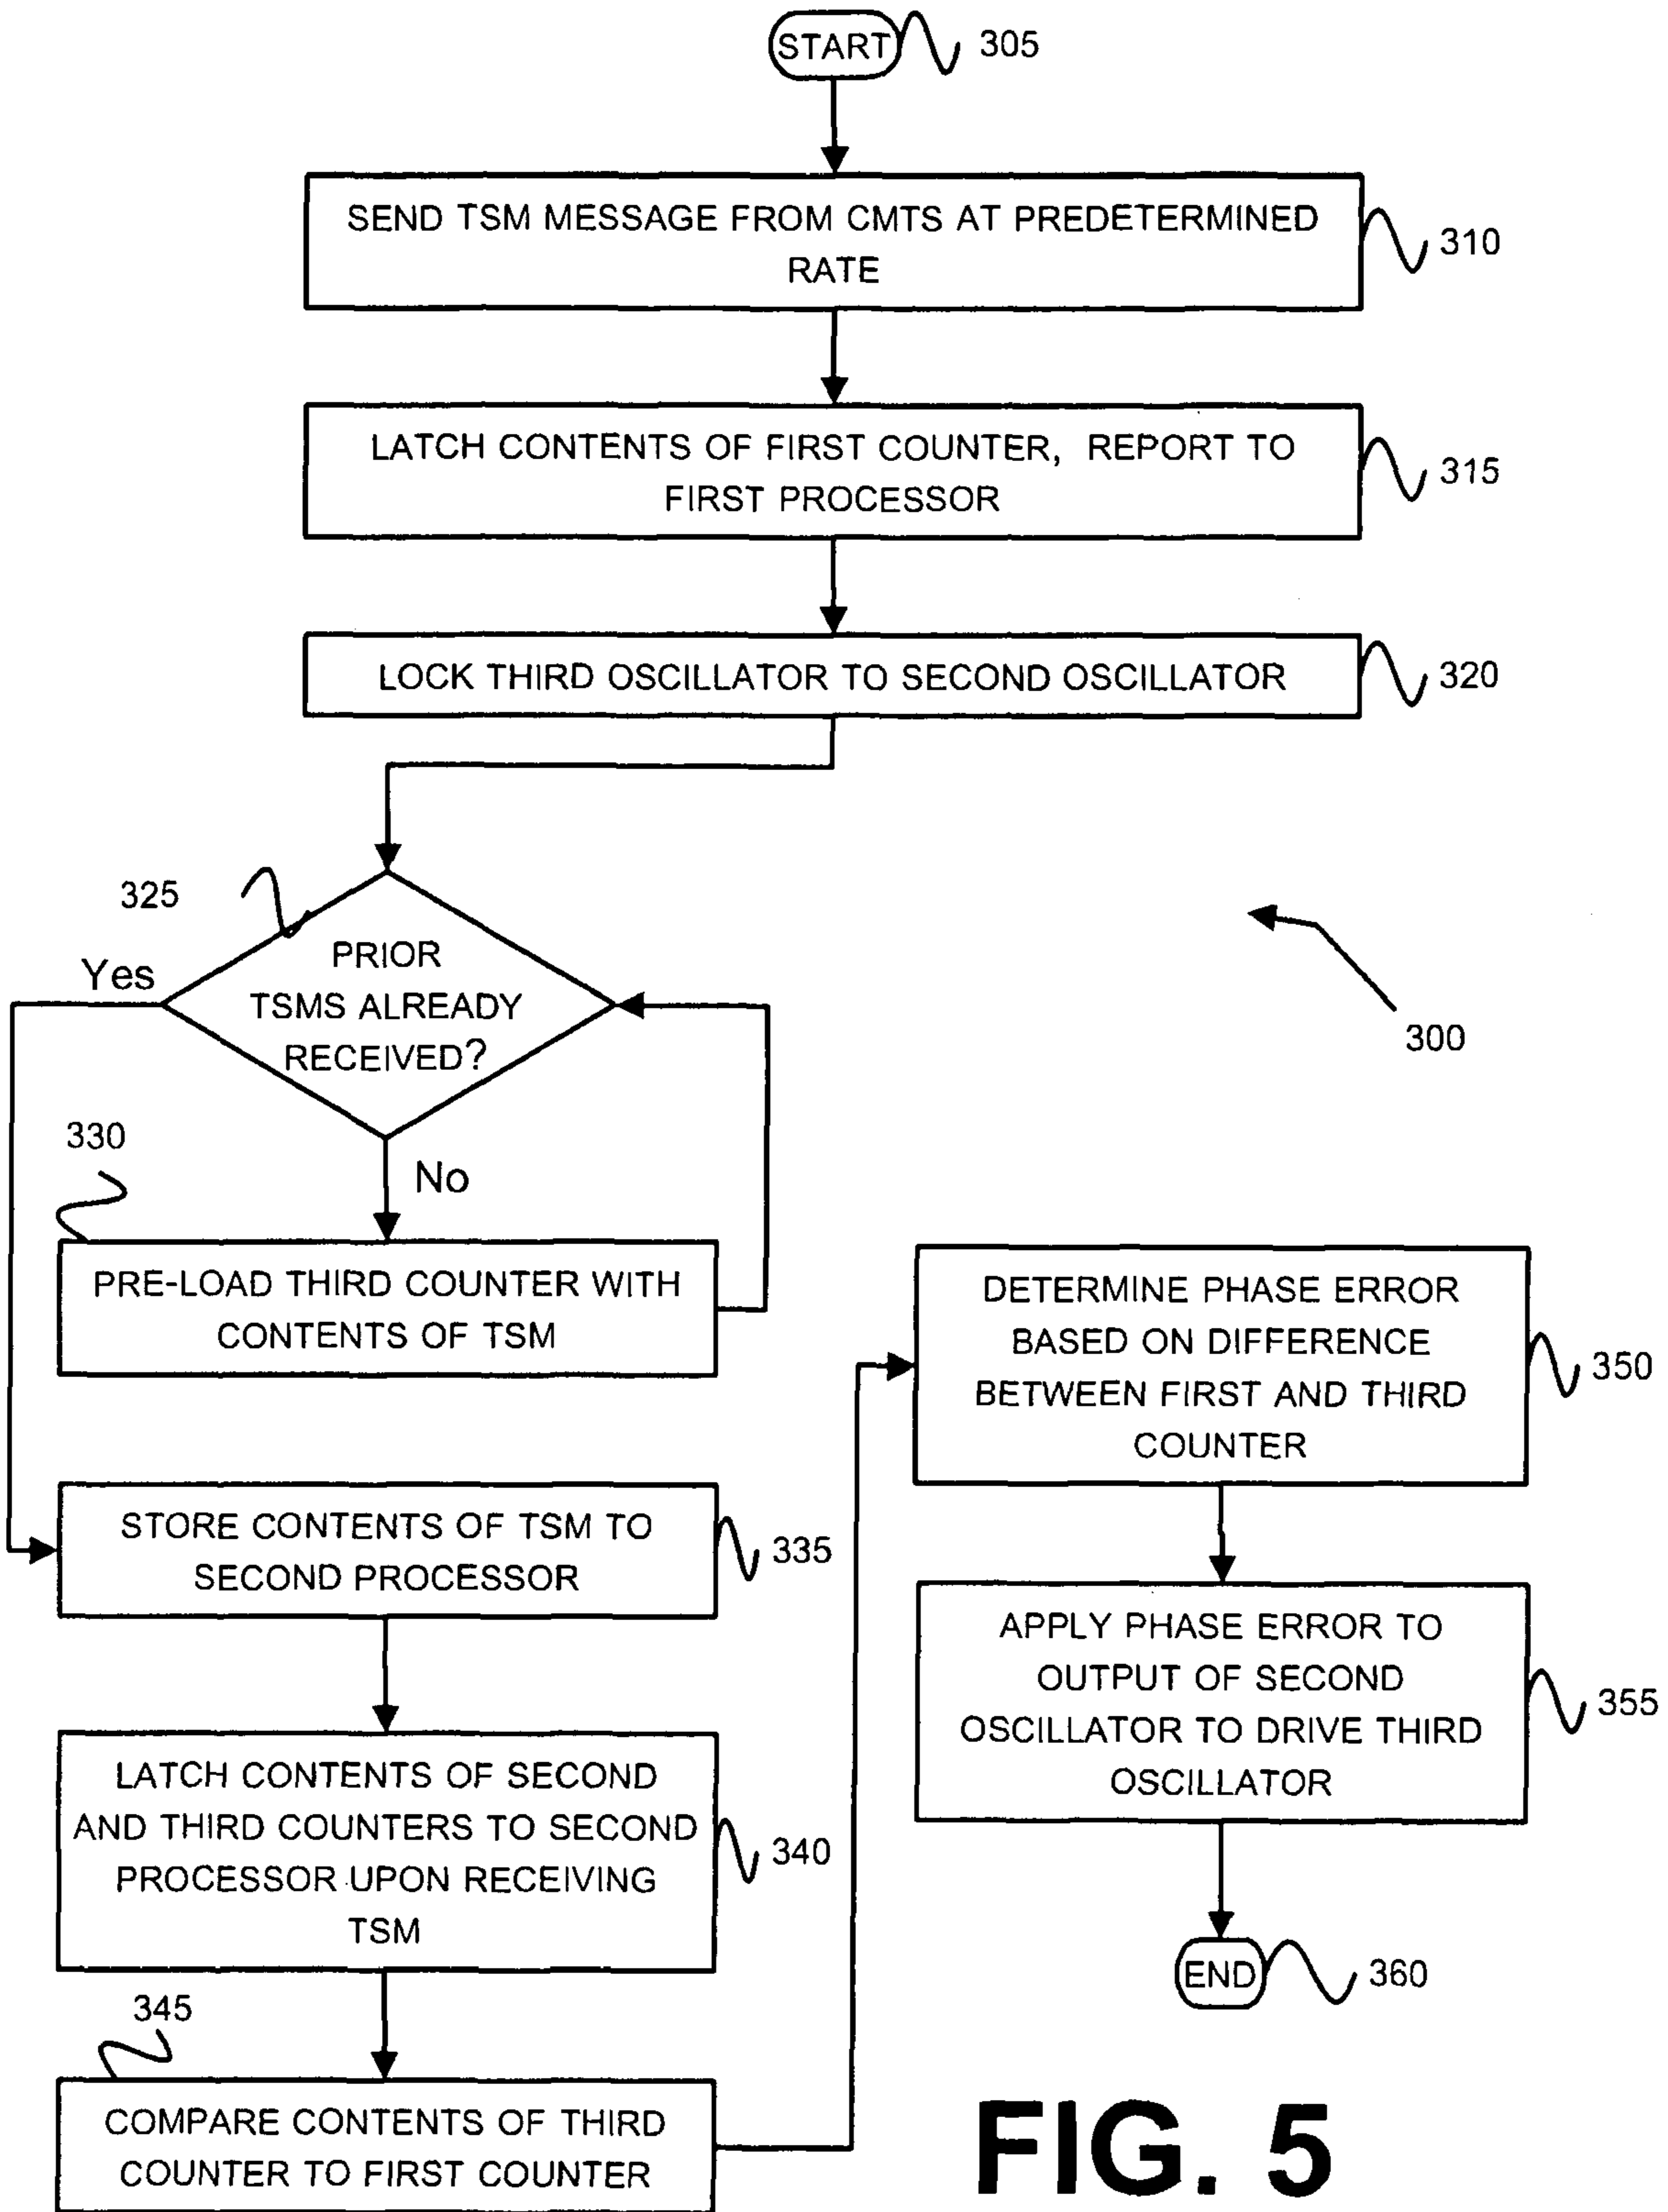 START
305
SEND TSM MESSAGE FROM CMTS AT PREDETERMINED
RATE
310
LATCH CONTENTS OF FIRST COUNTER, REPORT TO
FIRST PROCESSOR
315
LOCK THIRD OSCILLATOR TO SECOND OSCILLATOR
320
325
PRIOR
TSMS ALREADY
RECEIVED?
Yes
No
300
330
PRE-LOAD THIRD COUNTER WITH
CONTENTS OF TSM
STORE CONTENTS OF TSM TO
SECOND PROCESSOR
335
LATCH CONTENTS OF SECOND
AND THIRD COUNTERS TO SECOND
PROCESSOR UPON RECEIVING
TSM
340
345
COMPARE CONTENTS OF THIRD
COUNTER TO FIRST COUNTER
DETERMINE PHASE ERROR
BASED ON DIFFERENCE
BETWEEN FIRST AND THIRD
COUNTER
350
APPLY PHASE ERROR TO
OUTPUT OF SECOND
OSCILLATOR TO DRIVE THIRD
OSCILLATOR
355
END
360
FIG. 5